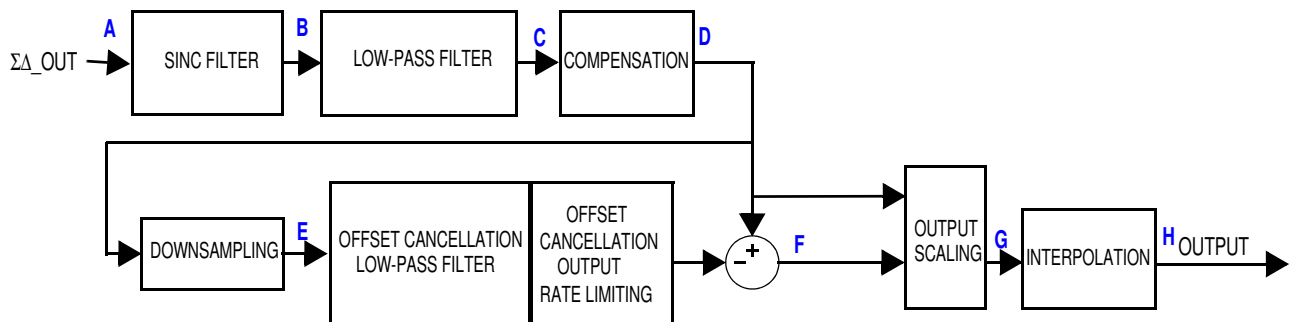 A
B
C
D
ΣΔ_OUT
SINC FILTER
LOW-PASS FILTER
COMPENSATION
E
DOWNSAMPLING
OFFSET CANCELLATION
LOW-PASS FILTER
OFFSET
CANCELLATION
OUTPUT
RATE LIMITING
+
−
F
OUTPUT
SCALING
G
INTERPOLATION
H
OUTPUT